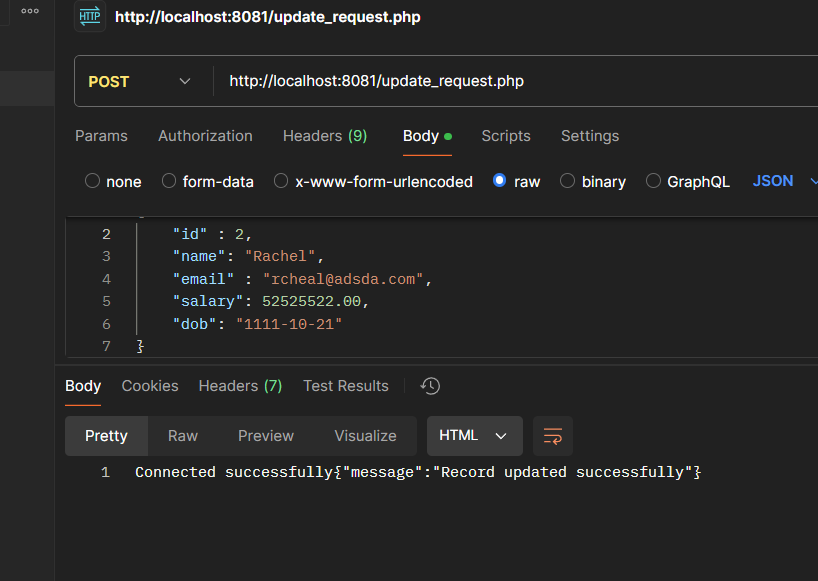 HTTP http://localhost:8081/update_request.php
POST http://localhost:8081/update_request.php
Params Authorization Headers (9) Body Scripts Settings
none form-data x-www-form-urlencoded raw binary GraphQL JSON
2 "id" : 2,
3 "name": "Rachel",
4 "email" : "rcheal@adsda.com",
5 "salary": 52525522.00,
6 "dob": "1111-10-21"
7 }
Body Cookies Headers (7) Test Results
Pretty Raw Preview Visualize HTML
1 Connected successfully{"message":"Record updated successfully"}